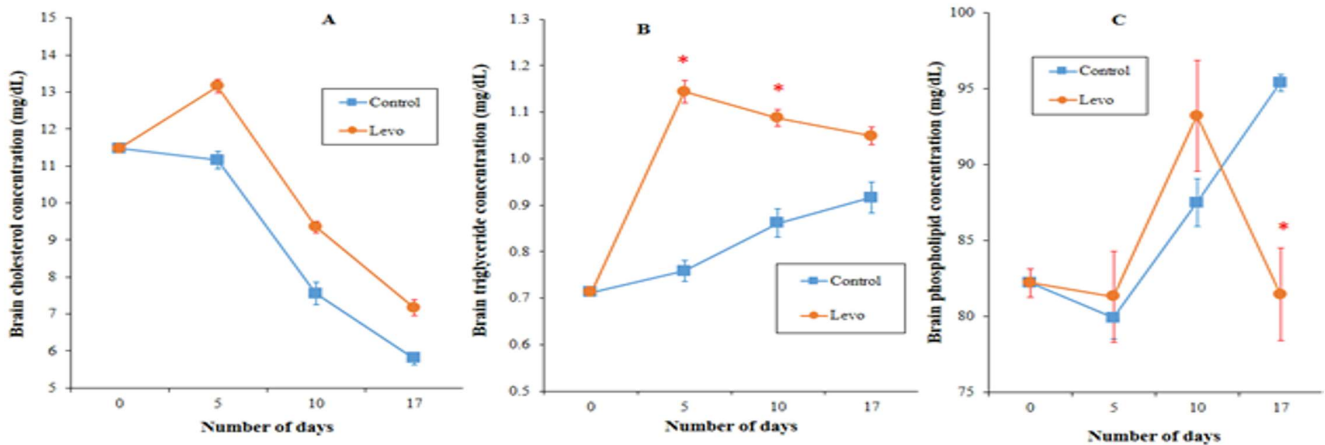 A
Brain cholesterol concentration (mg/dL)
15
14
13
12
11
10
9
8
7
6
5
Control
Levo
0 5 10 17
Number of days
B
Brain triglyceride concentration (mg/dL)
1.3
1.2
1.1
1.0
0.9
0.8
0.7
0.6
0.5
*
*
Control
Levo
0 5 10 17
Number of days
C
Brain phospholipid concentration (mg/dL)
100
95
90
85
80
75
Control
Levo
*
0 5 10 17
Number of days